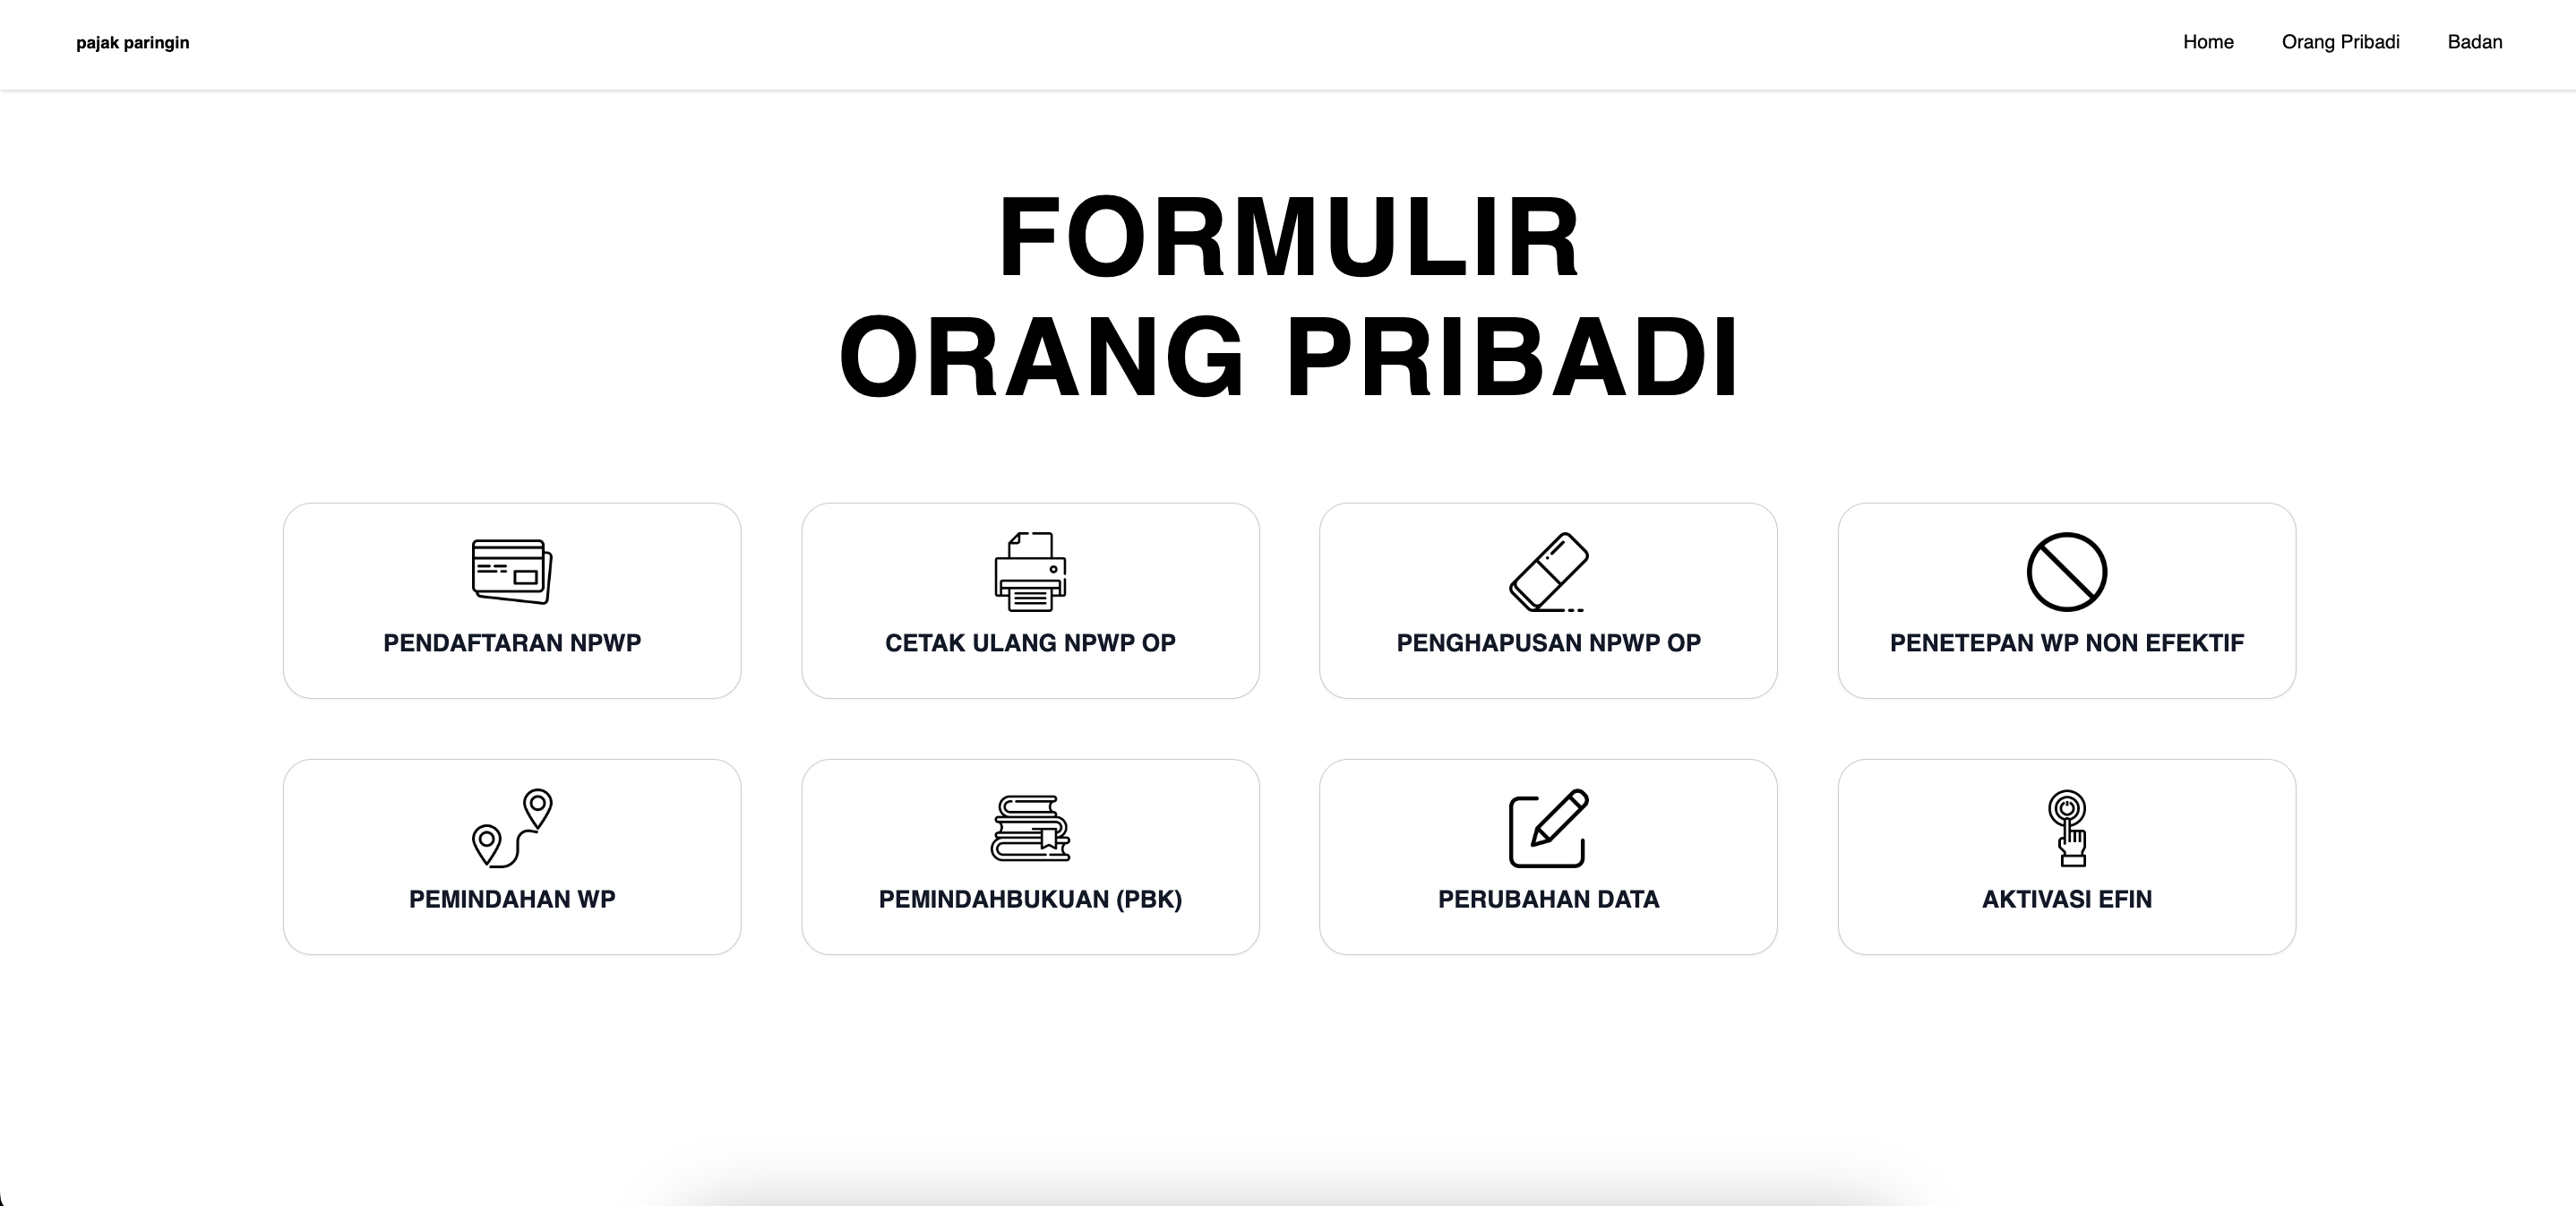 pajak paringin
Home
Orang Pribadi
Badan
FORMULIR
ORANG PRIBADI
PENDAFTARAN NPWP
CETAK ULANG NPWP OP
PENGHAPUSAN NPWP OP
PENETEPAN WP NON EFEKTIF
PEMINDAHAN WP
PEMINDAHBUKUAN (PBK)
PERUBAHAN DATA
AKTIVASI EFIN